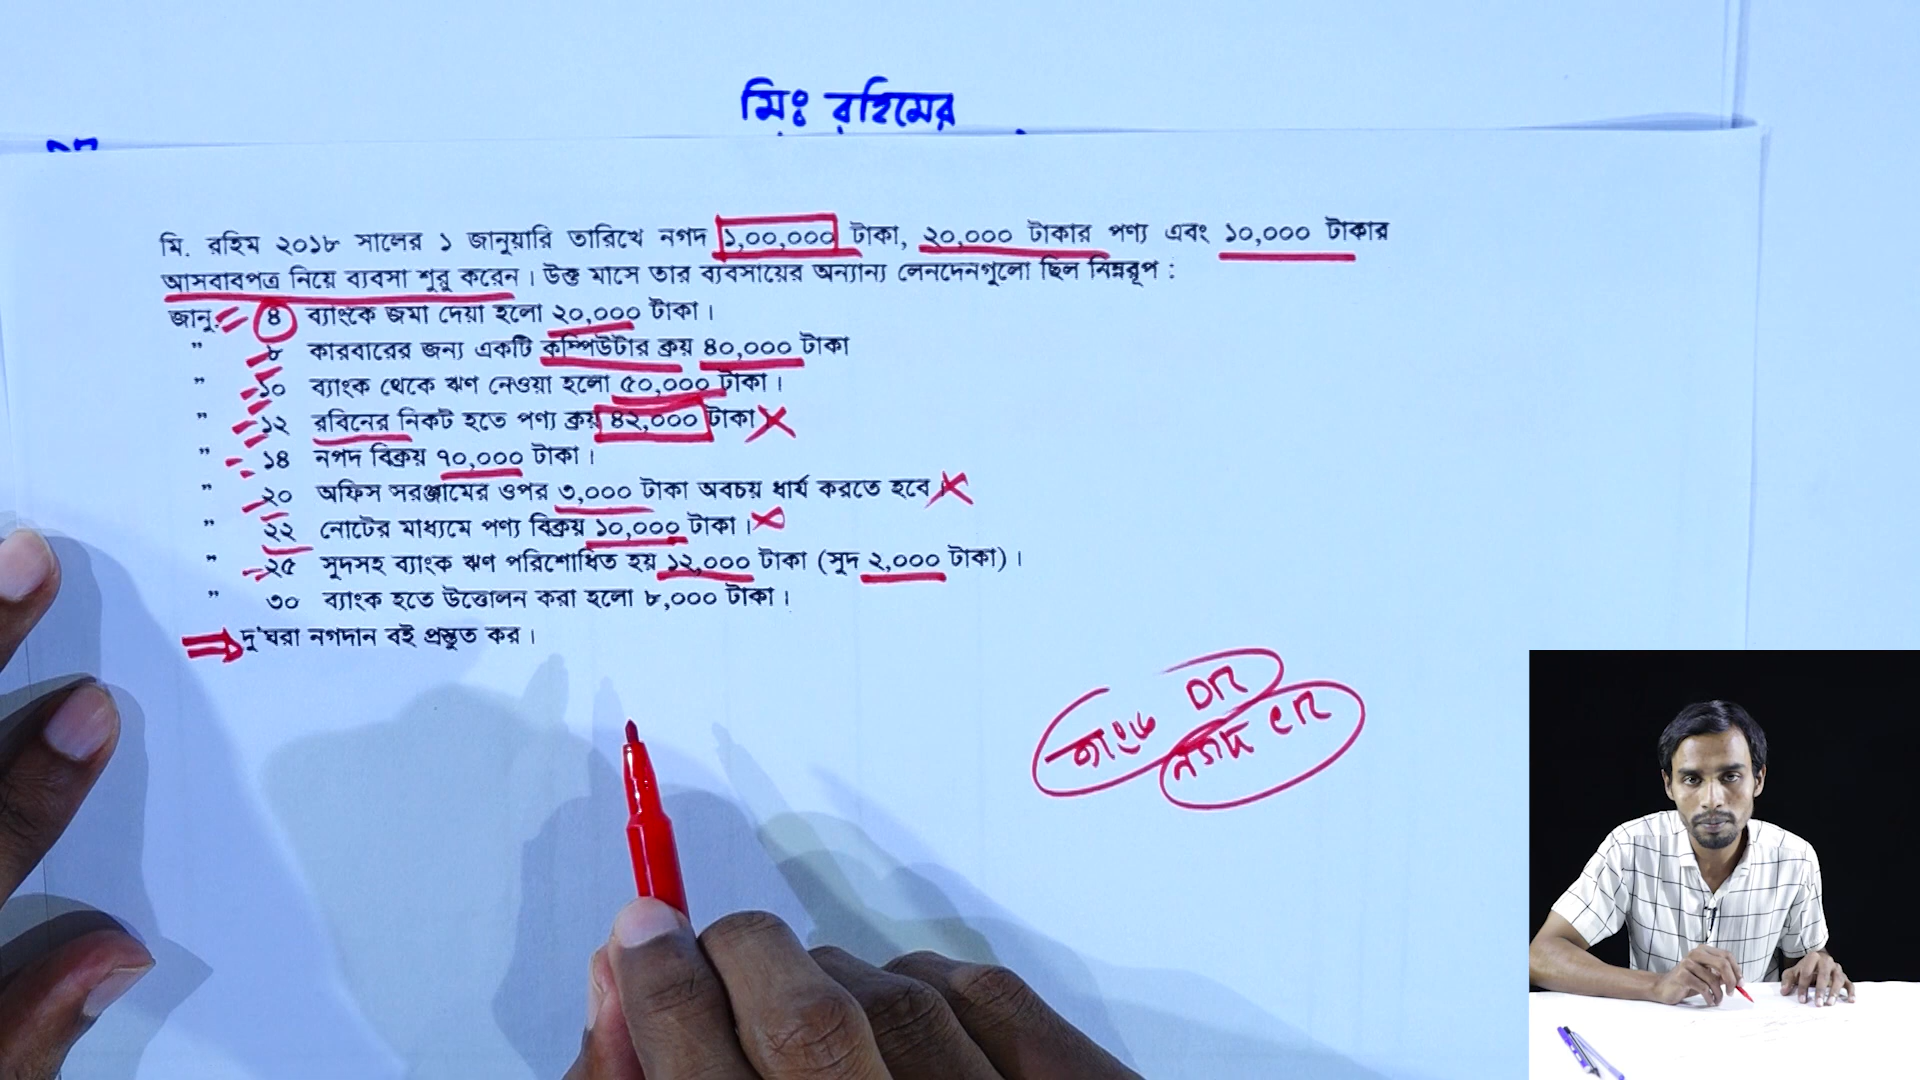 মিঃ রহিমের
মি. রহিম ২০১৮ সালের ১ জানুয়ারি তারিখে নগদ ১,০০,০০০ টাকা, ২০,০০০ টাকার পণ্য এবং ১০,০০০ টাকার
আসবাবপত্র নিয়ে ব্যবসা শুরু করেন। উক্ত মাসে তার ব্যবসায়ের অন্যান্য লেনদেনগুলো ছিল নিম্নরূপ :
জানু. ৪ ব্যাংকে জমা দেয়া হলো ২০,০০০ টাকা।
" ৮ কারবারের জন্য একটি কম্পিউটার ক্রয় ৪০,০০০ টাকা
" ১০ ব্যাংক থেকে ঋণ নেওয়া হলো ৫০,০০০ টাকা।
" ১২ রবিনের নিকট হতে পণ্য ক্রয় ৪২,০০০ টাকা
" ১৪ নগদ বিক্রয় ৭০,০০০ টাকা।
" ২০ অফিস সরঞ্জামের ওপর ৩,০০০ টাকা অবচয় ধার্য করতে হবে।
" ২২ নোটের মাধ্যমে পণ্য বিক্রয় ১০,০০০ টাকা।
" ২৫ সুদসহ ব্যাংক ঋণ পরিশোধিত হয় ১২,০০০ টাকা (সুদ ২,০০০ টাকা)।
" ৩০ ব্যাংক হতে উত্তোলন করা হলো ৮,০০০ টাকা।
দু'ঘরা নগদান বই প্রস্তুত কর।
ব্যাংক DR
নগদ CR